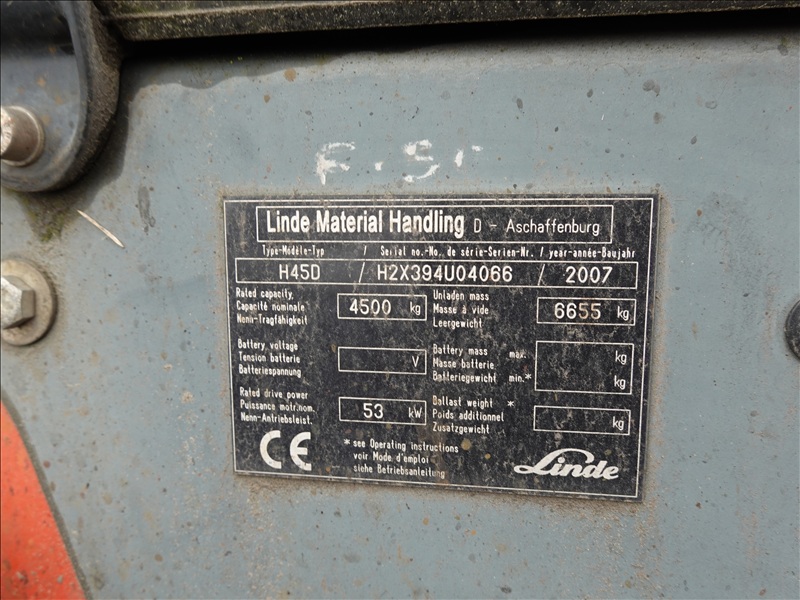 F.S
Linde Material Handling D - Aschaffenburg
Type-Modèle-Typ / Serial no.-No. de série-Serien-Nr. / year-année-Baujahr
H45D / H2X394U04066 / 2007
Rated capacity
Capacité nominale
Nenn-Tragfähigkeit
4500 kg
Unladen mass
Masse à vide
Leergewicht
6655 kg
Battery voltage
Tension batterie
Batteriespannung
V
Battery mass max.
Masse batterie
Batteriegewicht min.*
kg
kg
Rated drive power
Puissance motr.nom.
Nenn-Antriebsleist.
53 kW
Ballast weight *
Poids additionnel
Zusatzgewicht
kg
CE
* see Operating instructions
voir Mode d'emploi
siehe Betriebsanleitung
Linde